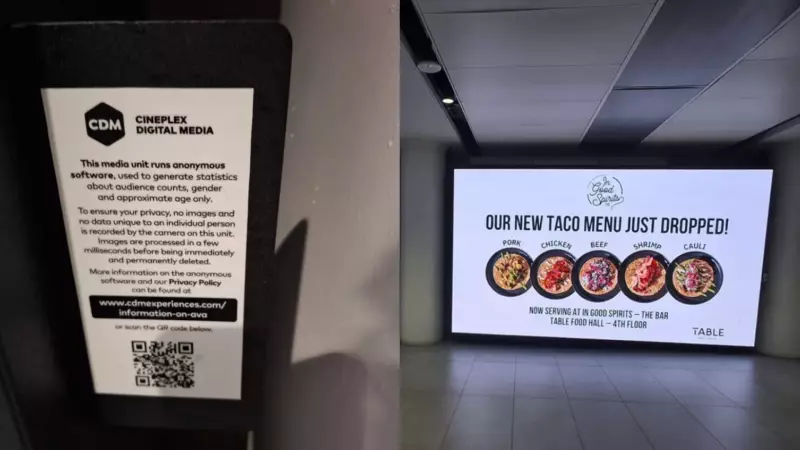 CDM
CINEPLEX
DIGITAL MEDIA
This media unit runs anonymous
software, used to generate statistics
about audience counts, gender
and approximate age only.
To ensure your privacy, no images and
no data unique to an individual person
is recorded by the camera on this unit.
Images are processed in a few
milliseconds before being immediately
and permanently deleted.
More information on the anonymous
software and our Privacy Policy
can be found at
www.cdmexperiences.com/
information-on-ava
or scan the QR code below.
In
Good
Spirits
OUR NEW TACO MENU JUST DROPPED!
PORK CHICKEN BEEF SHRIMP CAULI
NOW SERVING AT IN GOOD SPIRITS – THE BAR
TABLE FOOD HALL – 4TH FLOOR
TABLE